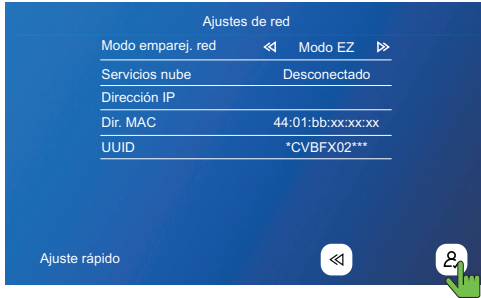 Ajustes de red
Modo emparej. red Modo EZ
Servicios nube Desconectado
Dirección IP
Dir. MAC 44:01:bb:xx:xx:xx
UUID *CVBFX02***
Ajuste rápido